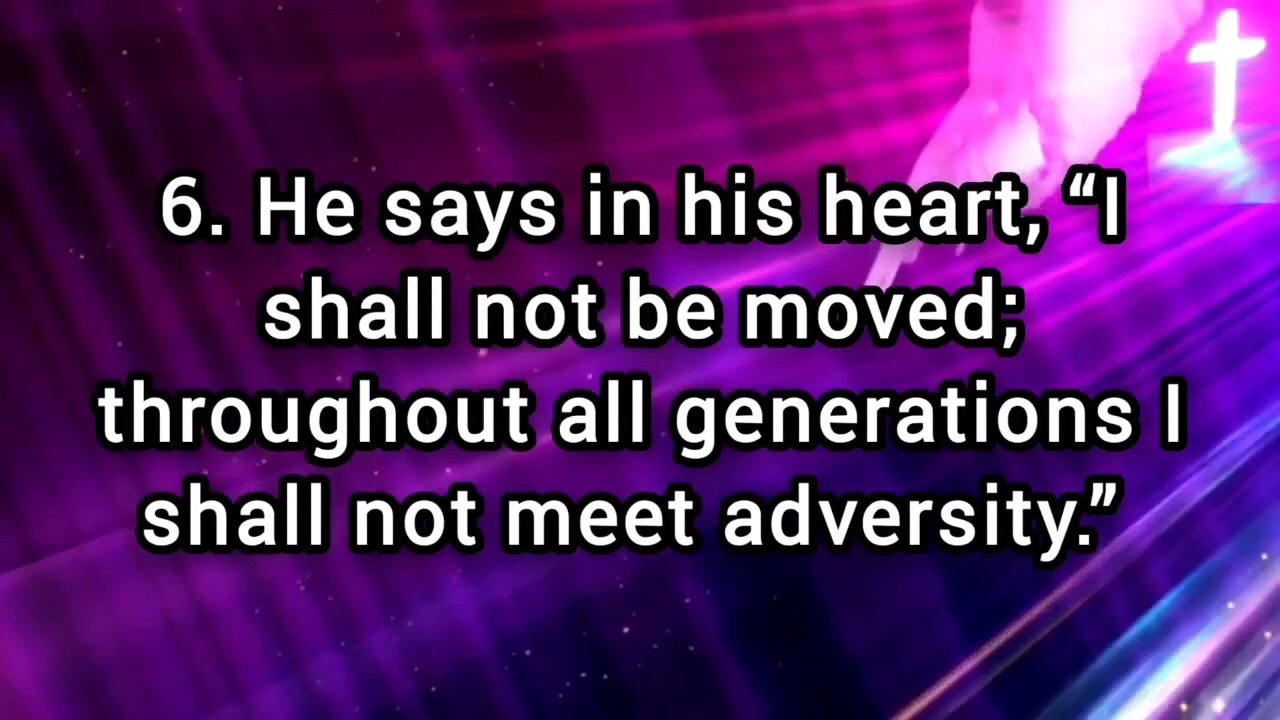 6. He says in his heart, “I
shall not be moved;
throughout all generations I
shall not meet adversity.”